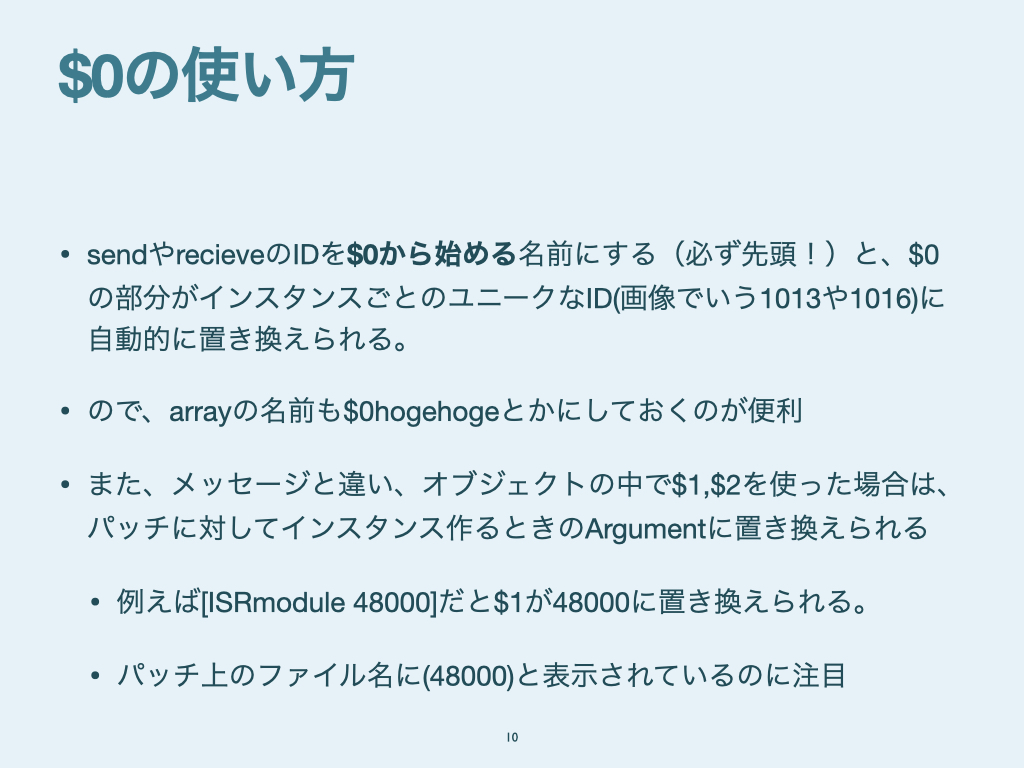 $0の使い方
• sendやrecieveのIDを$0から始める名前にする（必ず先頭！）と、$0
の部分がインスタンスごとのユニークなID(画像でいう1013や1016)に
自動的に置き換えられる。
• ので、arrayの名前も$0hogehogeとかにしておくのが便利
• また、メッセージと違い、オブジェクトの中で$1,$2を使った場合は、
パッチに対してインスタンス作るときのArgumentに置き換えられる
• 例えば[ISRmodule 48000]だと$1が48000に置き換えられる。
• パッチ上のファイル名に(48000)と表示されているのに注目
10